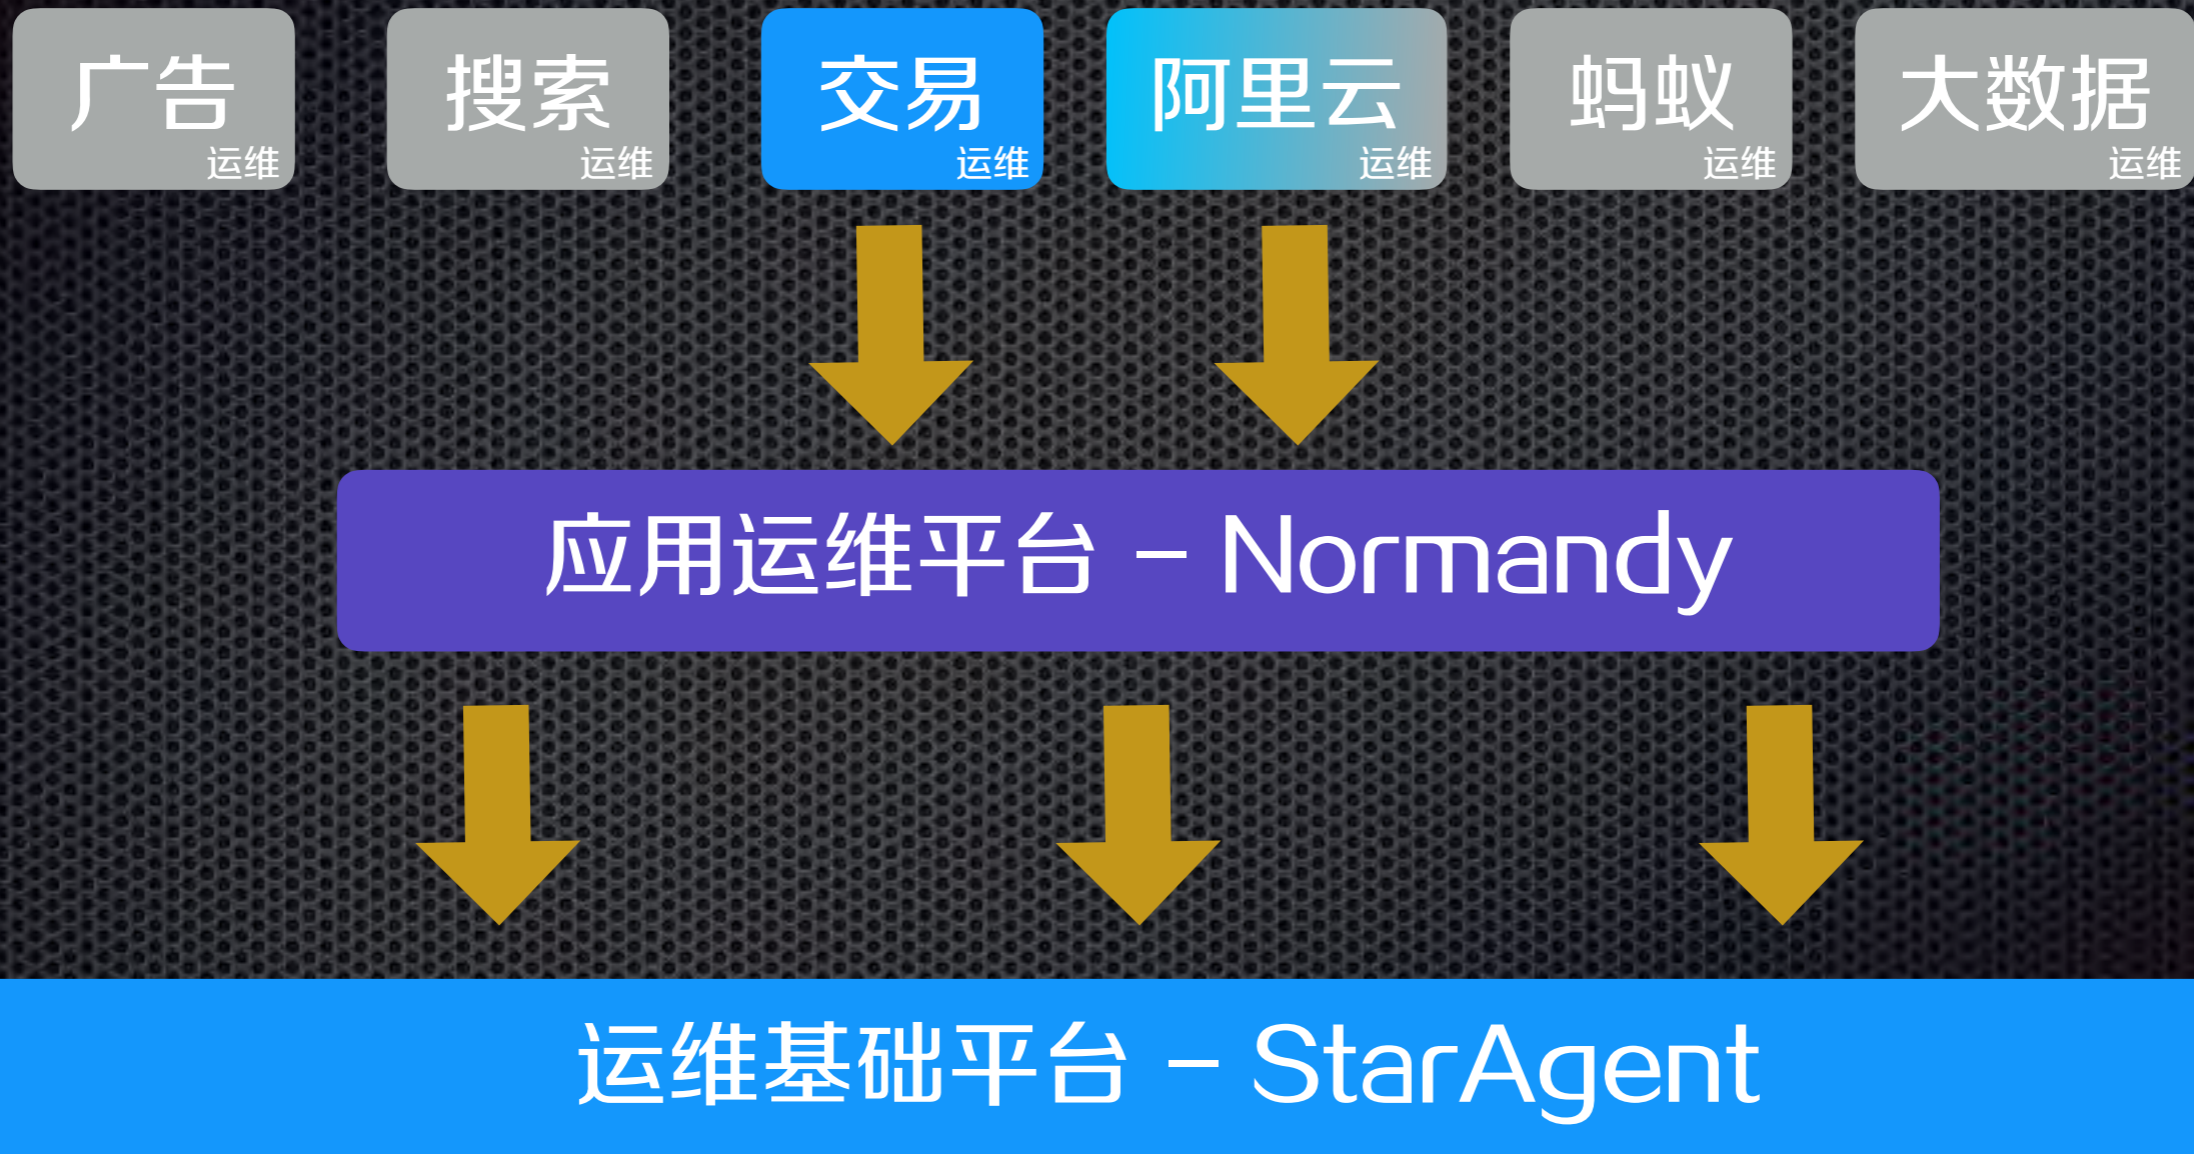 广告
运维
搜索
运维
交易
运维
阿里云
运维
蚂蚁
运维
大数据
运维
应用运维平台 - Normandy
运维基础平台 - StarAgent